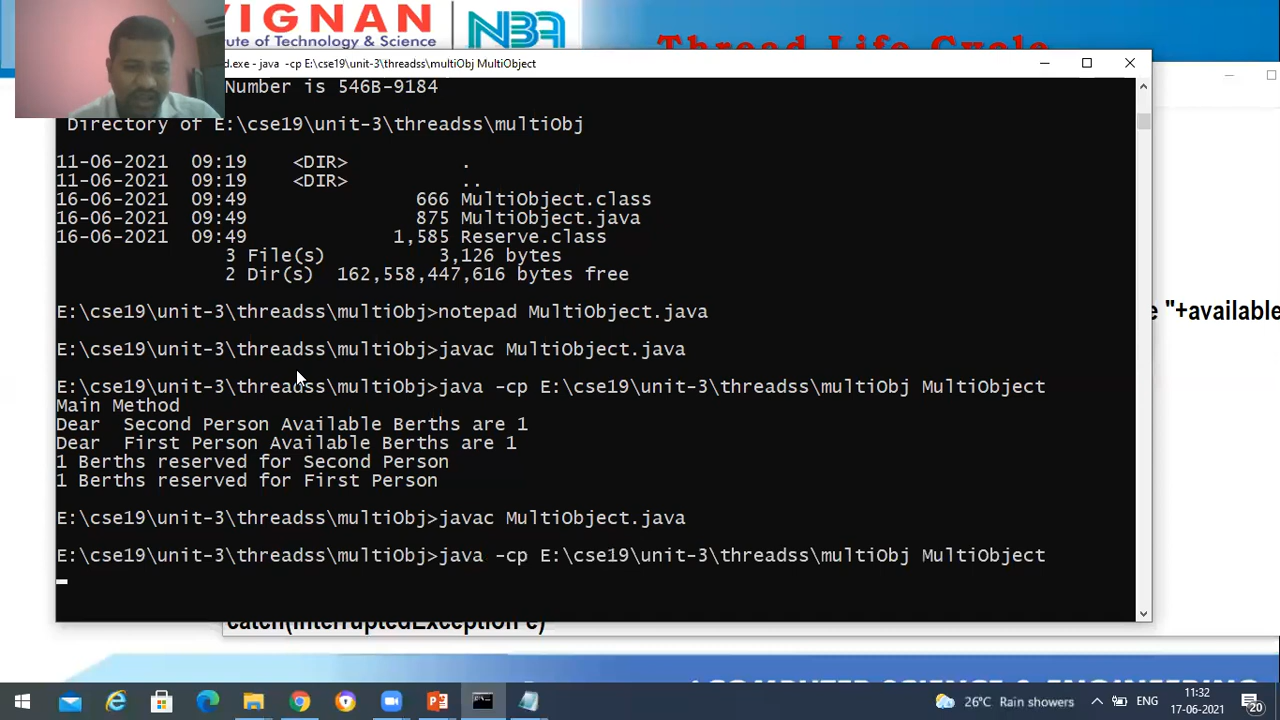 VIGNAN
itute of Technology & Science
NBA
Thread Life Cycle
d.exe - java -cp E:\cse19\unit-3\threadss\multiObj MultiObject
Number is 546B-9184
Directory of E:\cse19\unit-3\threadss\multiObj
11-06-2021 09:19 <DIR> .
11-06-2021 09:19 <DIR> ..
16-06-2021 09:49 666 MultiObject.class
16-06-2021 09:49 875 MultiObject.java
16-06-2021 09:49 1,585 Reserve.class
3 File(s) 3,126 bytes
2 Dir(s) 162,558,447,616 bytes free
E:\cse19\unit-3\threadss\multiObj>notepad MultiObject.java
e "+available
E:\cse19\unit-3\threadss\multiObj>javac MultiObject.java
E:\cse19\unit-3\threadss\multiObj>java -cp E:\cse19\unit-3\threadss\multiObj MultiObject
Main Method
Dear Second Person Available Berths are 1
Dear First Person Available Berths are 1
1 Berths reserved for Second Person
1 Berths reserved for First Person
E:\cse19\unit-3\threadss\multiObj>javac MultiObject.java
E:\cse19\unit-3\threadss\multiObj>java -cp E:\cse19\unit-3\threadss\multiObj MultiObject
catch(InterruptedException e)
COMPUTER SCIENCE & ENGINEERING
26°C Rain showers
ENG
11:32
17-06-2021
20